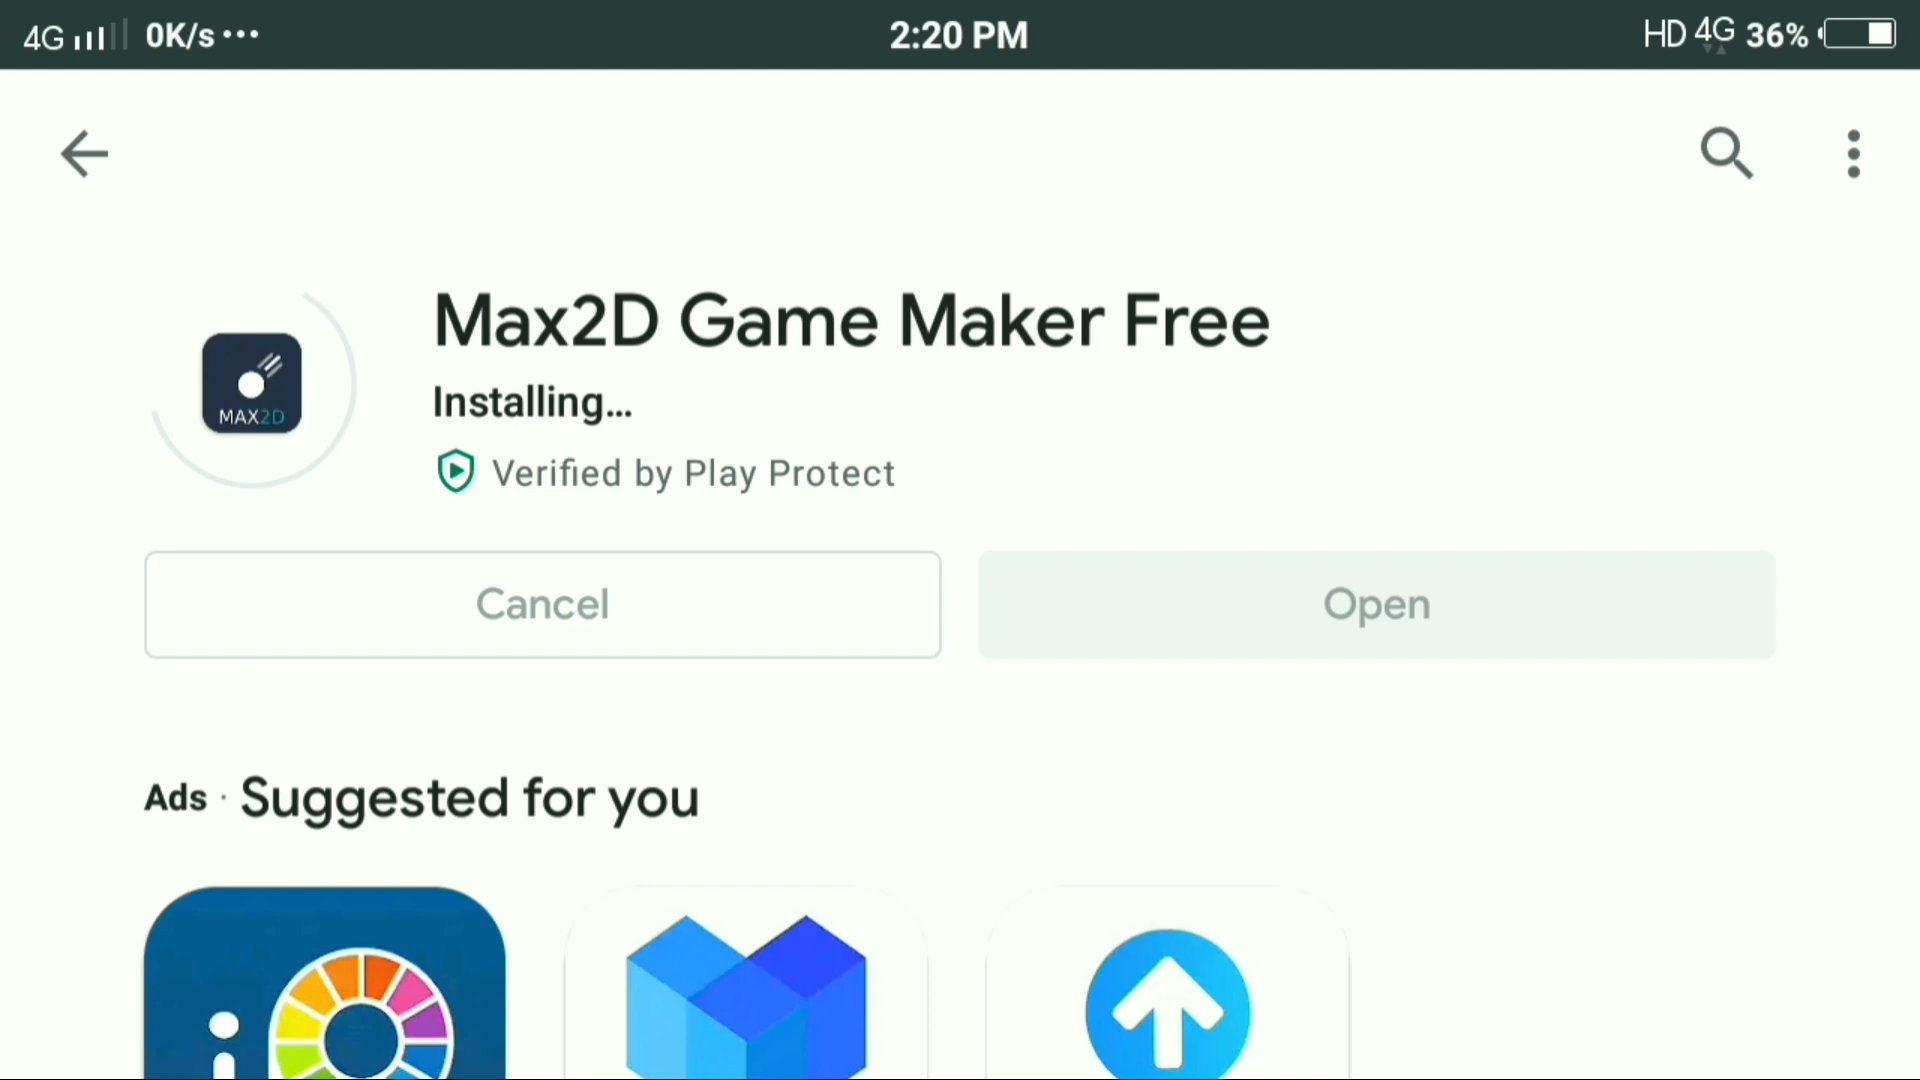 4G 0K/s ··· 2:20 PM HD 4G 36%
Max2D Game Maker Free
MAX2D
Installing...
Verified by Play Protect
Cancel Open
Ads · Suggested for you